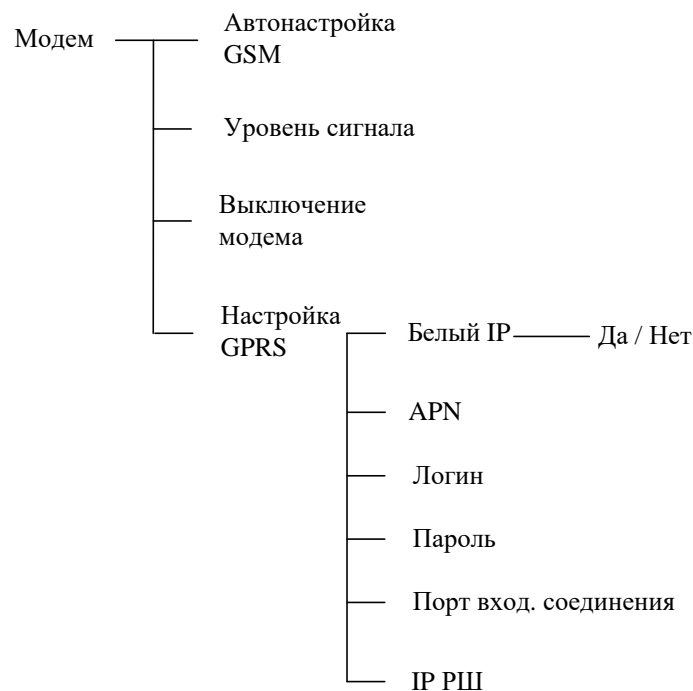 Модем
Автонастройка
GSM
Уровень сигнала
Выключение
модема
Настройка
GPRS
Белый IP
Да / Нет
APN
Логин
Пароль
Порт вход. соединения
IP РШ